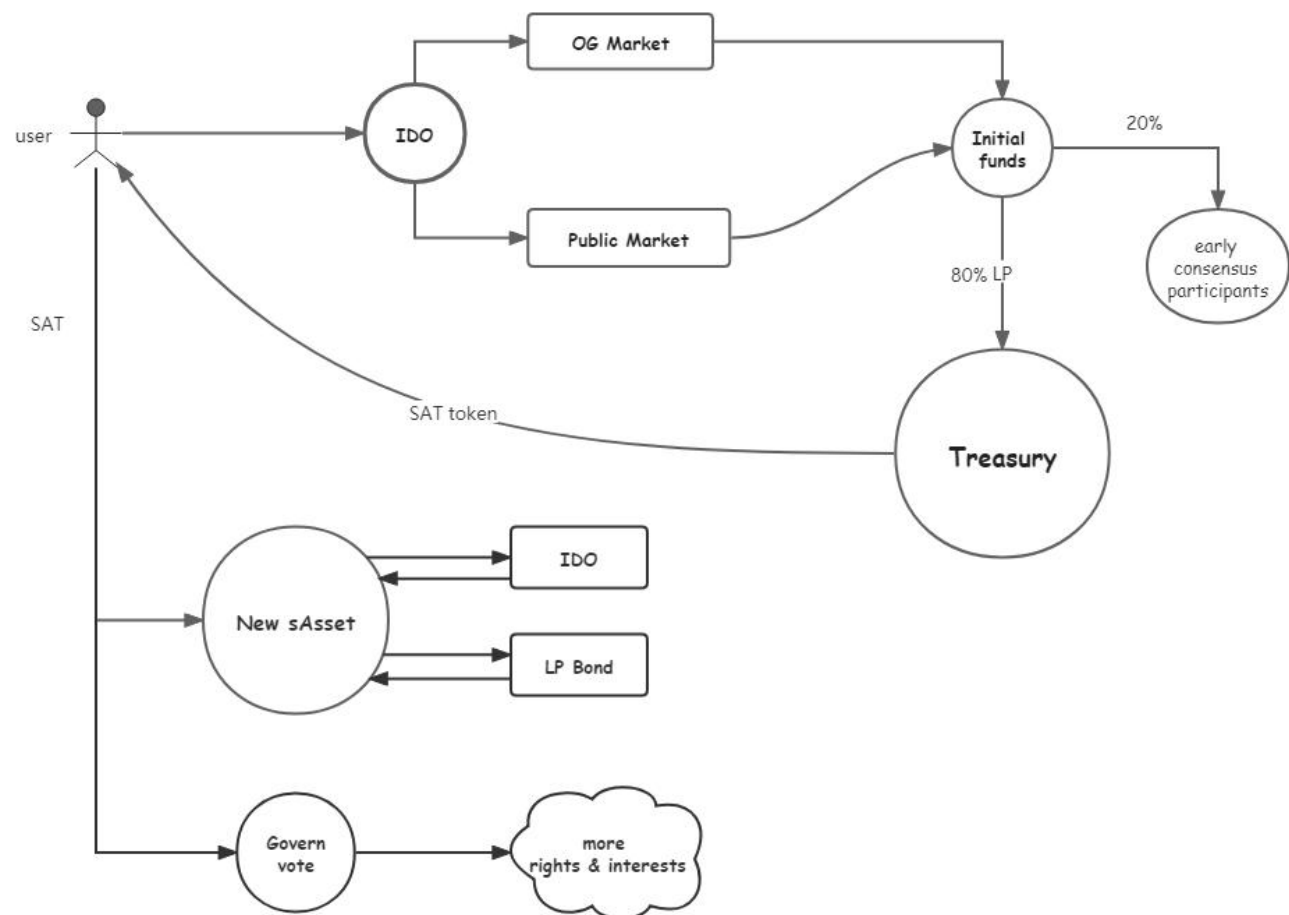 OG Market
user
IDO
Initial
funds
20%
Public Market
early
consensus
participants
80% LP
SAT
SAT token
Treasury
IDO
New sAsset
LP Bond
Govern
vote
more
rights & interests